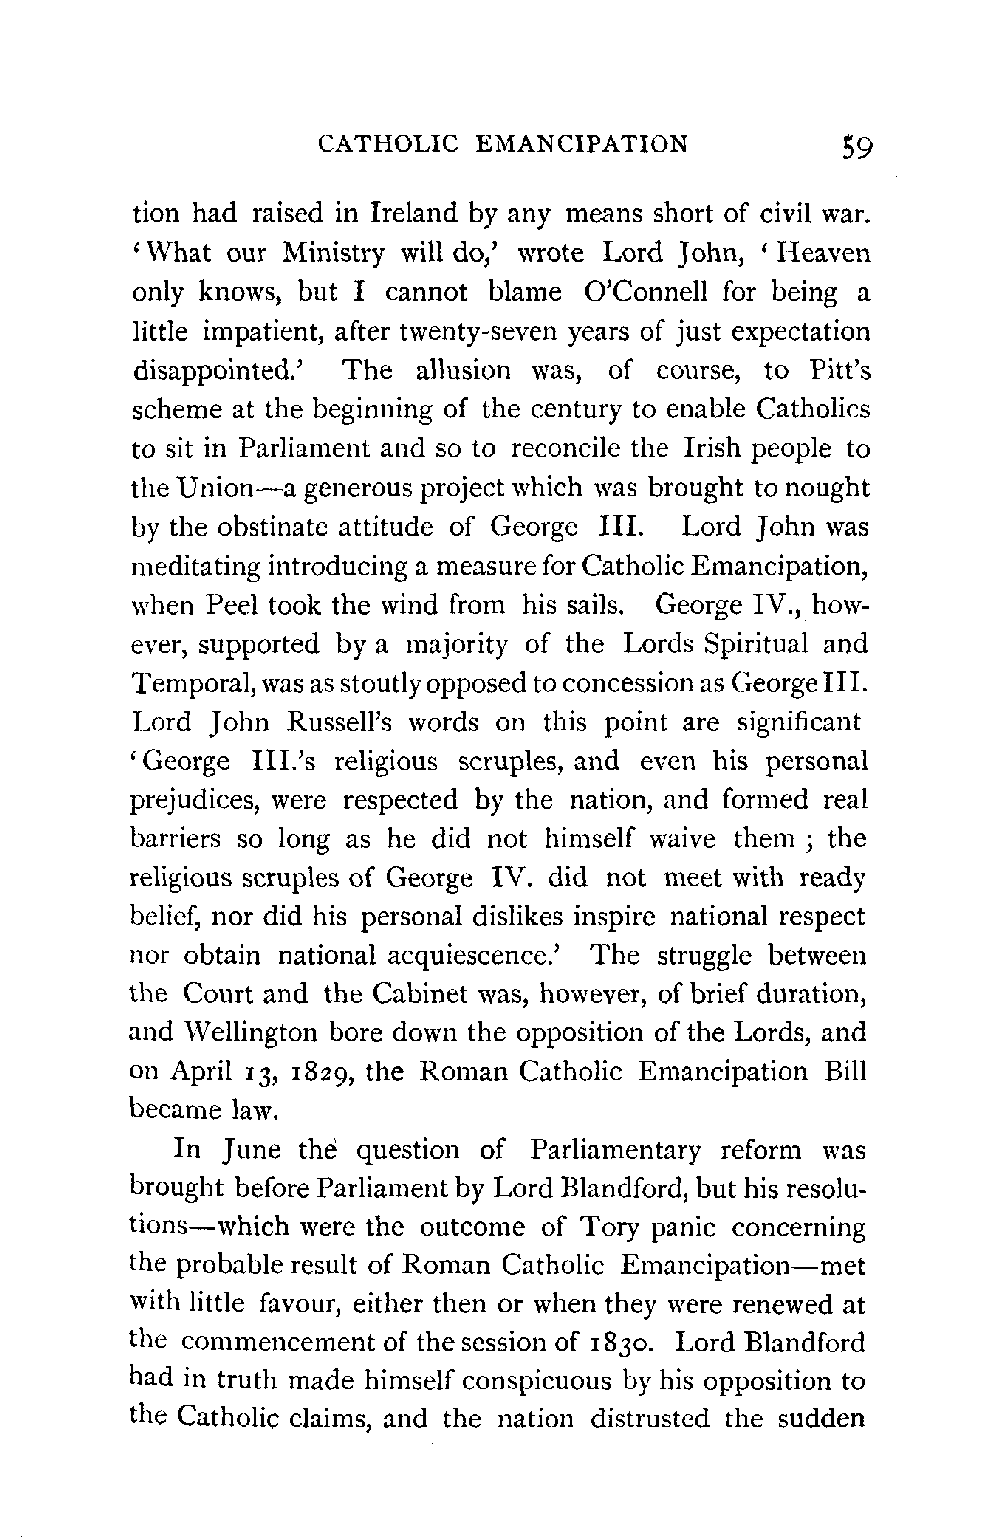 CATHOLIC EMANCIPATION 59
tion had raised in Ireland by any means short of civil war.
‘What our Ministry will do,’ wrote Lord John, ‘Heaven
only knows, but I cannot blame O’Connell for being a
little impatient, after twenty-seven years of just expectation
disappointed.’ The allusion was, of course, to Pitt’s
scheme at the beginning of the century to enable Catholics
to sit in Parliament and so to reconcile the Irish people to
the Union—a generous project which was brought to nought
by the obstinate attitude of George III. Lord John was
meditating introducing a measure for Catholic Emancipation,
when Peel took the wind from his sails. George IV., how-
ever, supported by a majority of the Lords Spiritual and
Temporal, was as stoutly opposed to concession as George III.
Lord John Russell’s words on this point are significant
‘George III.’s religious scruples, and even his personal
prejudices, were respected by the nation, and formed real
barriers so long as he did not himself waive them ; the
religious scruples of George IV. did not meet with ready
belief, nor did his personal dislikes inspire national respect
nor obtain national acquiescence.’ The struggle between
the Court and the Cabinet was, however, of brief duration,
and Wellington bore down the opposition of the Lords, and
on April 13, 1829, the Roman Catholic Emancipation Bill
became law.
In June the question of Parliamentary reform was
brought before Parliament by Lord Blandford, but his resolu-
tions—which were the outcome of Tory panic concerning
the probable result of Roman Catholic Emancipation—met
with little favour, either then or when they were renewed at
the commencement of the session of 1830. Lord Blandford
had in truth made himself conspicuous by his opposition to
the Catholic claims, and the nation distrusted the sudden